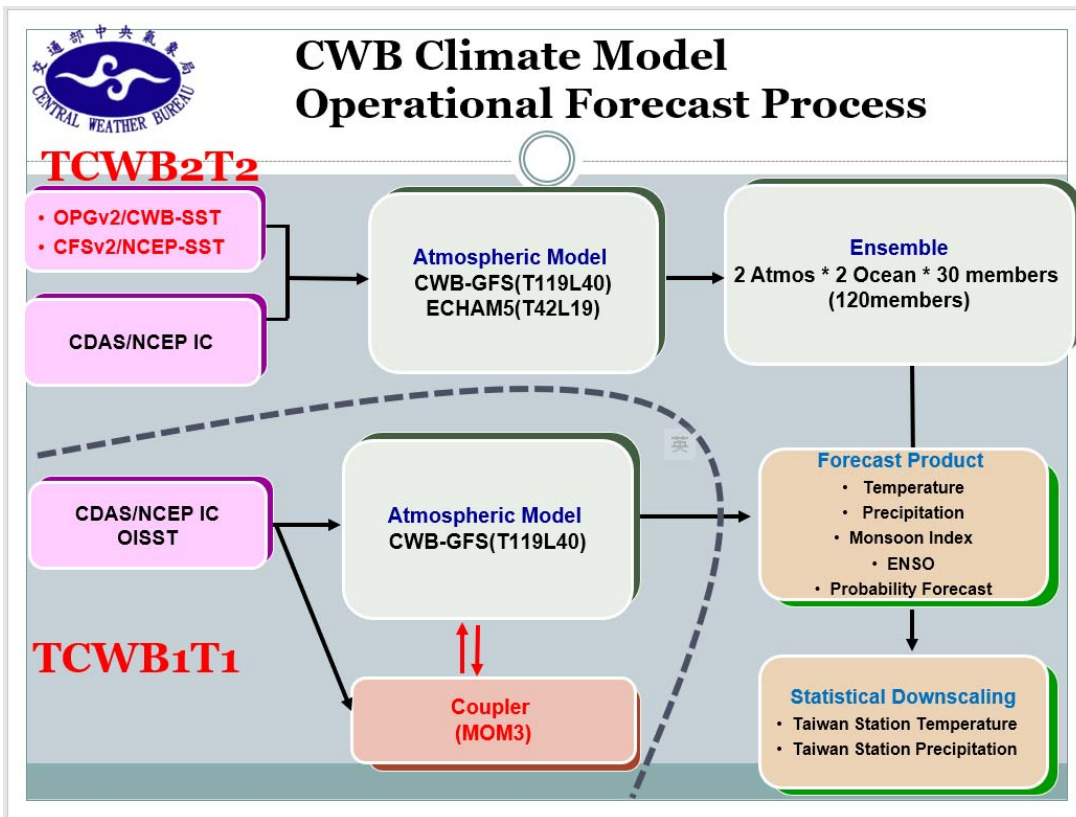 交通部中央氣象局
CENTRAL WEATHER BUREAU
CWB Climate Model
Operational Forecast Process
TCWB2T2
• OPGv2/CWB-SST
• CFSv2/NCEP-SST
CDAS/NCEP IC
Atmospheric Model
CWB-GFS(T119L40)
ECHAM5(T42L19)
Ensemble
2 Atmos * 2 Ocean * 30 members
(120members)
CDAS/NCEP IC
OISST
Atmospheric Model
CWB-GFS(T119L40)
英
Forecast Product
• Temperature
• Precipitation
• Monsoon Index
• ENSO
• Probability Forecast
TCWB1T1
Coupler
(MOM3)
Statistical Downscaling
• Taiwan Station Temperature
• Taiwan Station Precipitation